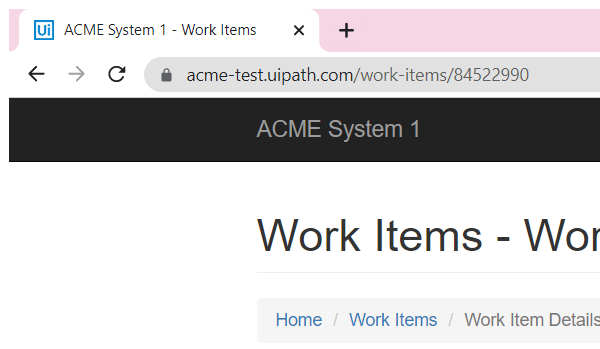 Ui ACME System 1 - Work Items
acme-test.uipath.com/work-items/84522990
ACME System 1
Work Items - Wor
Home / Work Items / Work Item Details